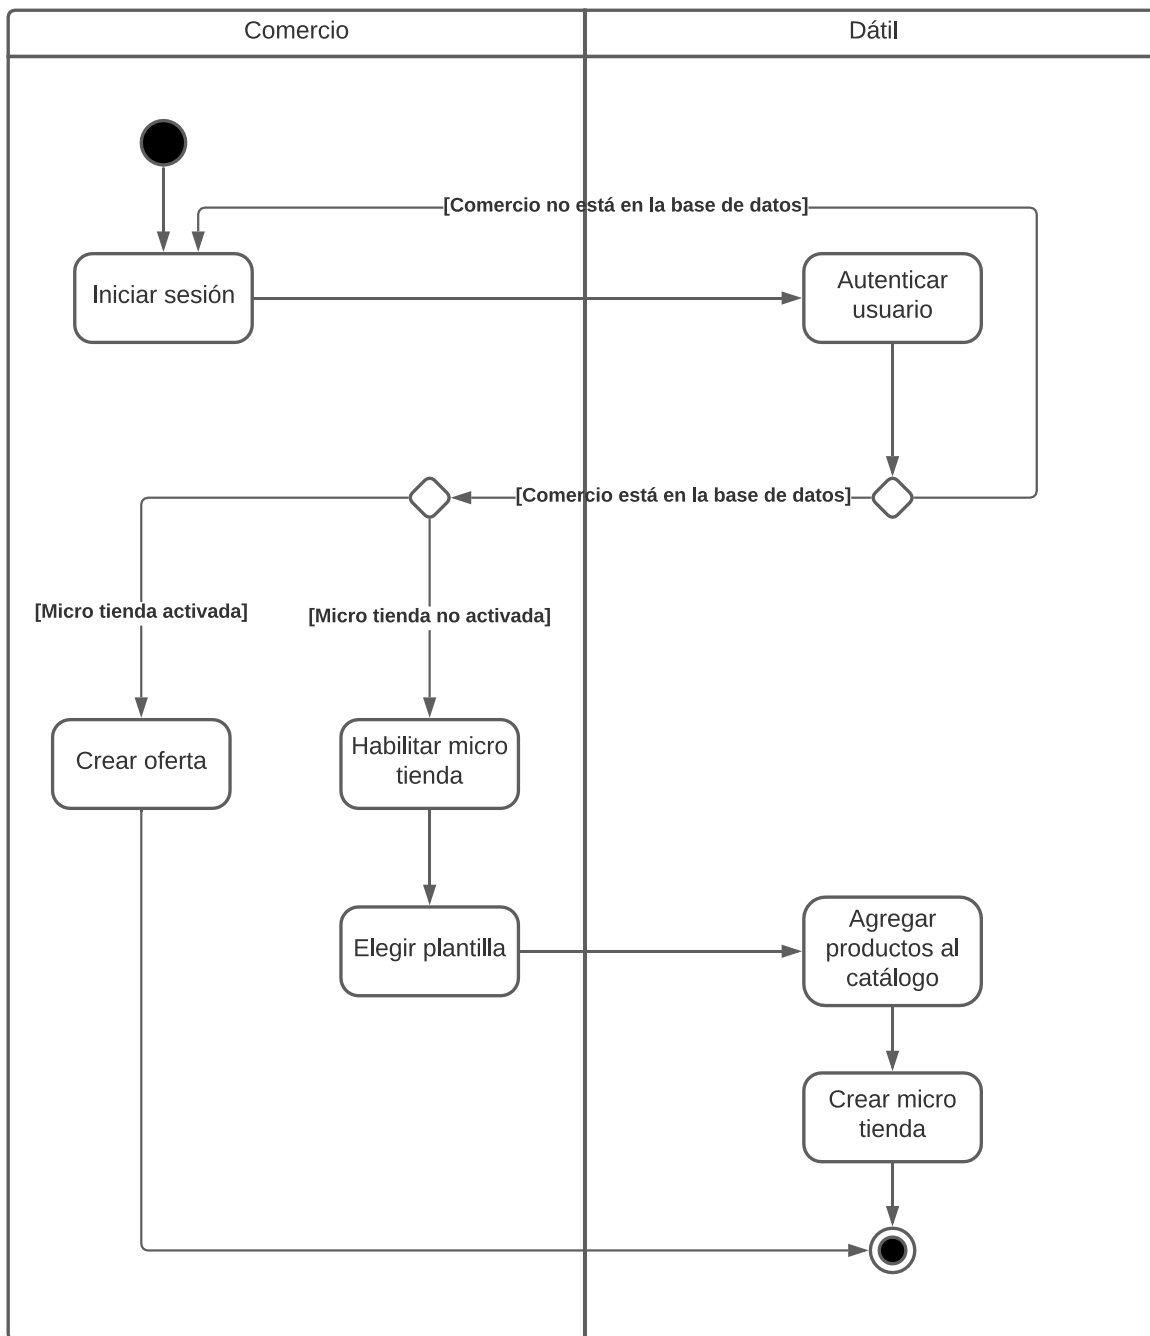 Comercio
Dátil
[Comercio no está en la base de datos]
Iniciar sesión
Autenticar
usuario
[Comercio está en la base de datos]
[Micro tienda activada]
[Micro tienda no activada]
Crear oferta
Habilitar micro
tienda
Elegir plantilla
Agregar
productos al
catálogo
Crear micro
tienda